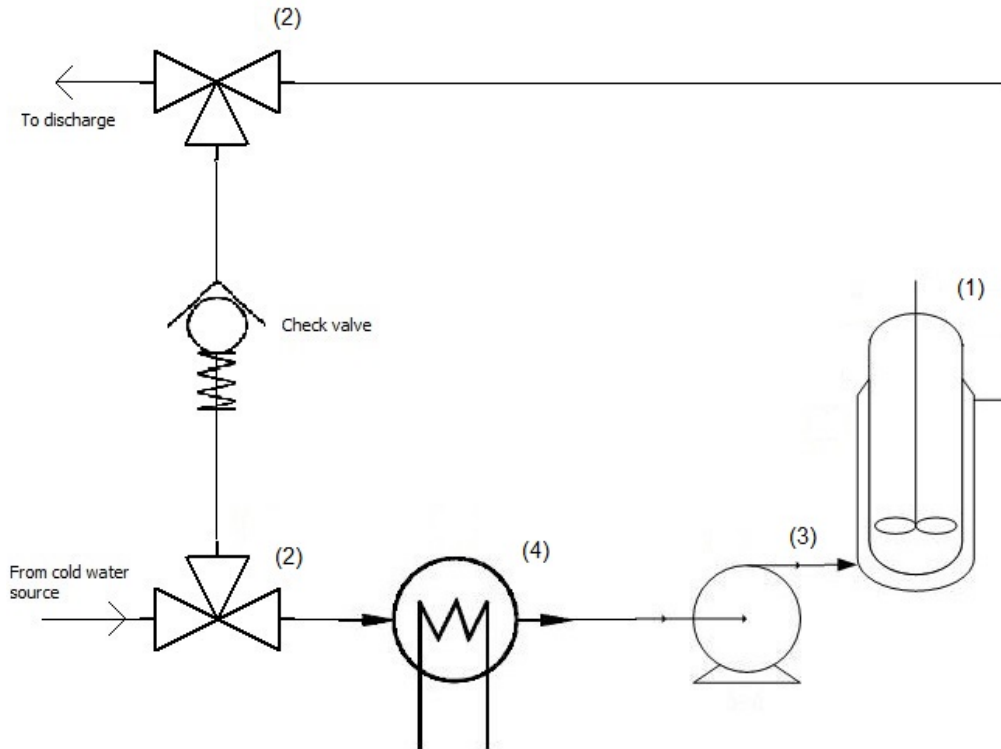 (2)
To discharge
(1)
Check valve
(3)
(2)
(4)
From cold water
source